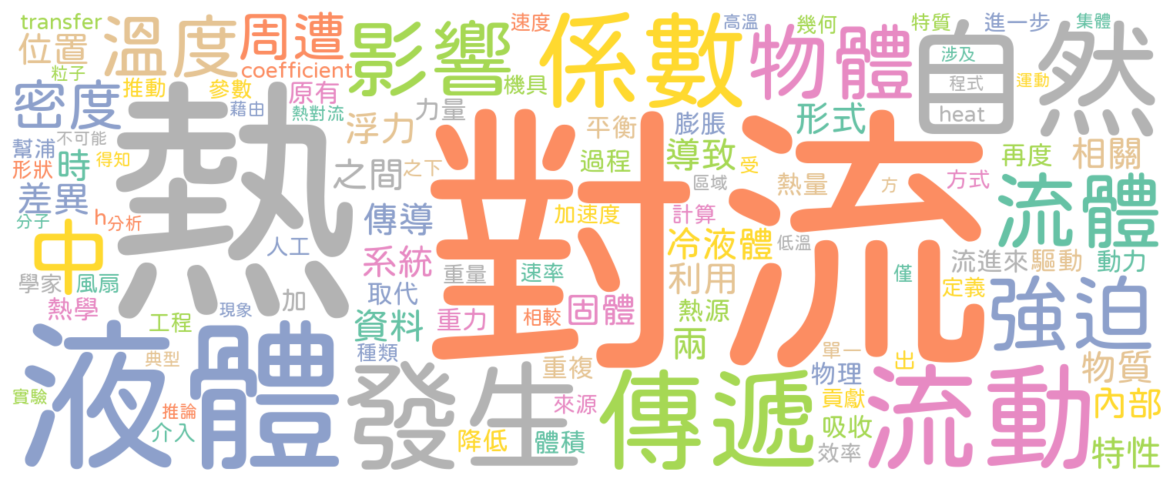 transfer
位置
粒子
溫度
周遭
coefficient
影響
速度
係數
高溫
物體
幾何
特質
自然
進一步
集體
涉及
程式
運動
heat
密度
推動
參數
原有
機具
藉由
熱對流
力量
浮力
平衡
膨脹
形式
幫浦
不可能
得知
形狀
時
熱
之間
之下
過程
導致
受
區域
再度
相關
差異
分子
h
分析
傳導
加速度
對流
計算
熱量
方
方式
流體
中
人工
系統
重量
速率
冷液體
低溫
流進來
驅動
動力
學家
風扇
加
取代
利用
僅
定義
熱學
現象
資料
重力
相較
固體
熱源
強迫
工程
種類
兩
液體
典型
發生
重複
傳遞
物理
單一
出
流動
物質
實驗
推論
介入
來源
貢獻
內部
降低
體積
吸收
效率
特性